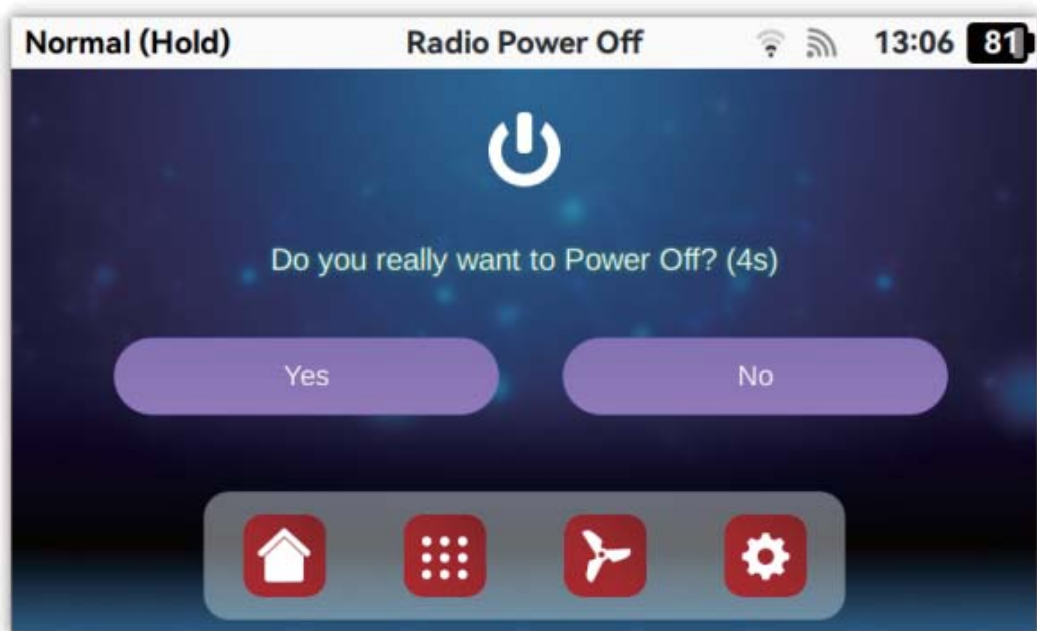 Normal (Hold) Radio Power Off 13:06 81
Do you really want to Power Off? (4s)
Yes No